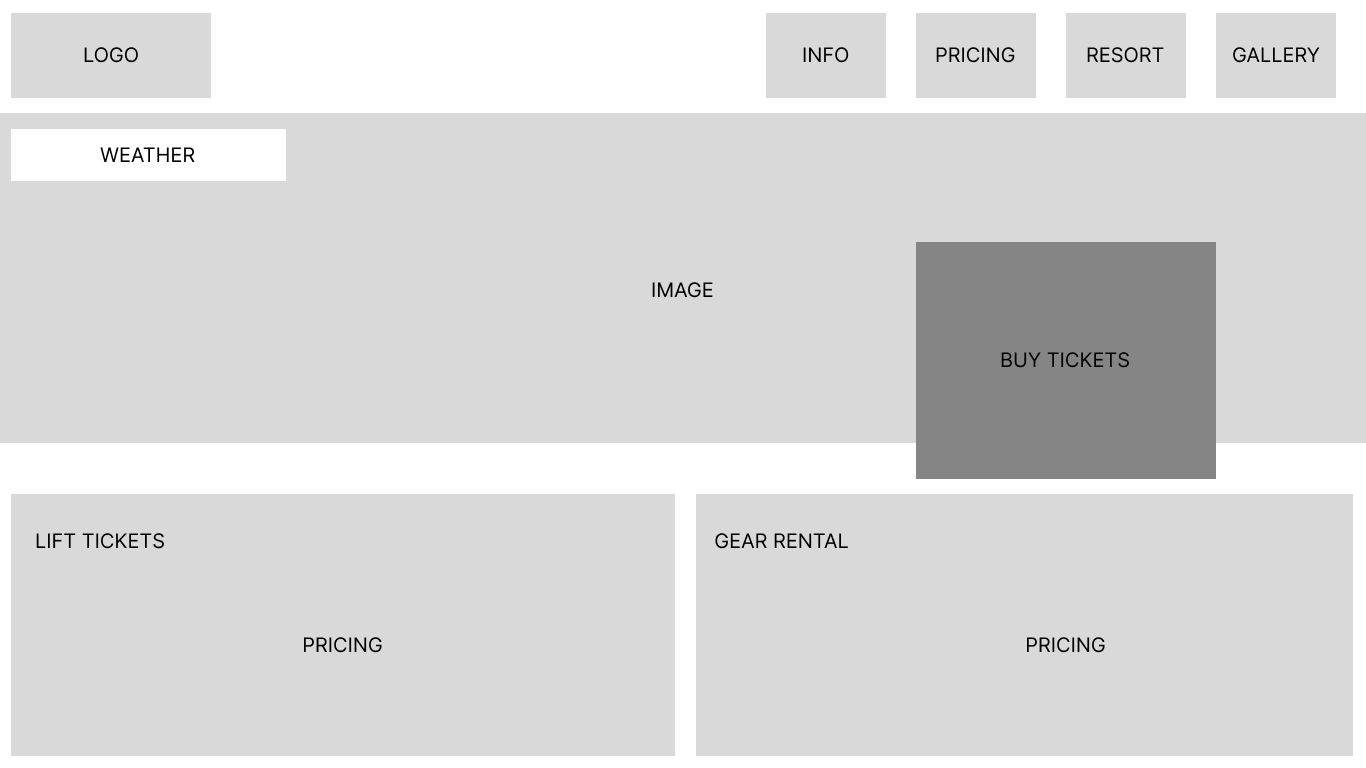 LOGO
INFO
PRICING
RESORT
GALLERY
WEATHER
IMAGE
BUY TICKETS
LIFT TICKETS
PRICING
GEAR RENTAL
PRICING